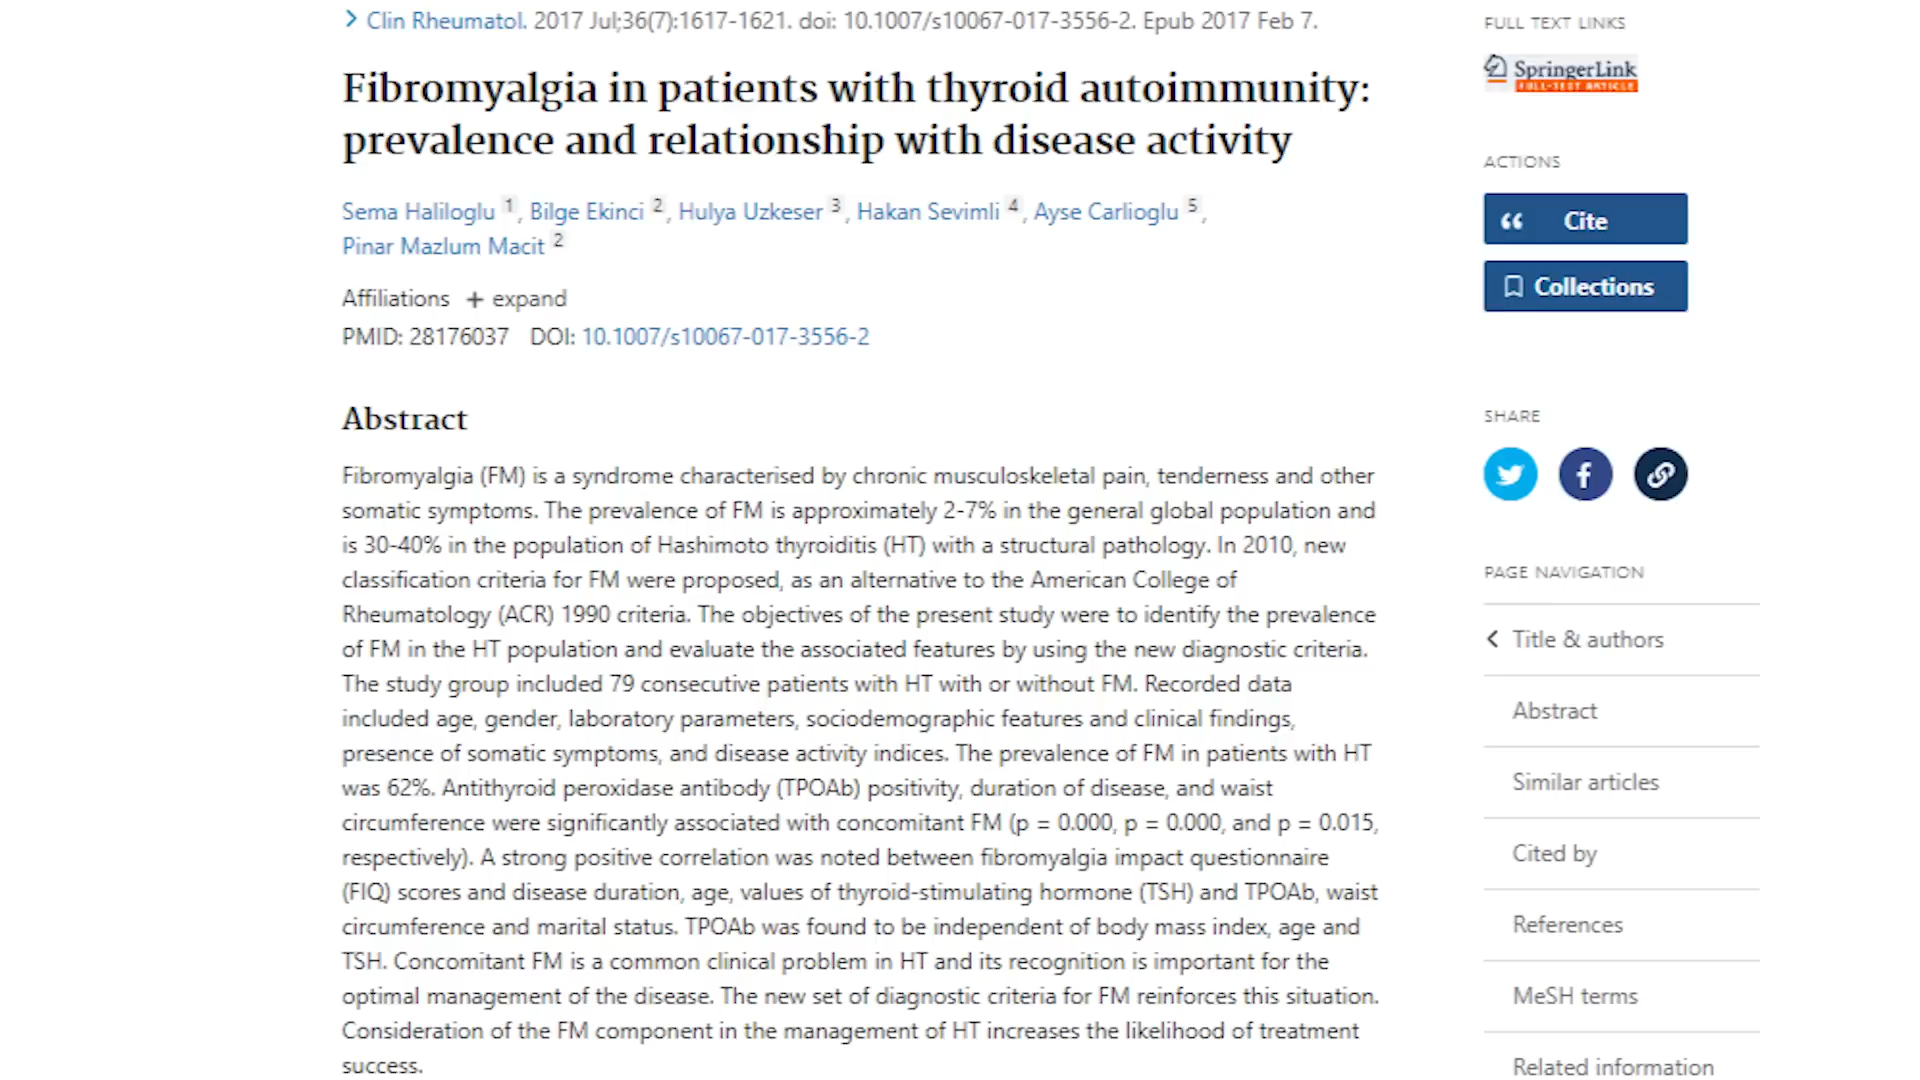 Clin Rheumatol. 2017 Jul;36(7):1617-1621. doi: 10.1007/s10067-017-3556-2. Epub 2017 Feb 7.
Fibromyalgia in patients with thyroid autoimmunity:
prevalence and relationship with disease activity
Sema Haliloglu 1, Bilge Ekinci 2, Hulya Uzkeser 3, Hakan Sevimli 4, Ayse Carlioglu 5,
Pinar Mazlum Macit 2
Affiliations + expand
PMID: 28176037 DOI: 10.1007/s10067-017-3556-2
Abstract
Fibromyalgia (FM) is a syndrome characterised by chronic musculoskeletal pain, tenderness and other
somatic symptoms. The prevalence of FM is approximately 2-7% in the general global population and
is 30-40% in the population of Hashimoto thyroiditis (HT) with a structural pathology. In 2010, new
classification criteria for FM were proposed, as an alternative to the American College of
Rheumatology (ACR) 1990 criteria. The objectives of the present study were to identify the prevalence
of FM in the HT population and evaluate the associated features by using the new diagnostic criteria.
The study group included 79 consecutive patients with HT with or without FM. Recorded data
included age, gender, laboratory parameters, sociodemographic features and clinical findings,
presence of somatic symptoms, and disease activity indices. The prevalence of FM in patients with HT
was 62%. Antithyroid peroxidase antibody (TPOAb) positivity, duration of disease, and waist
circumference were significantly associated with concomitant FM (p = 0.000, p = 0.000, and p = 0.015,
respectively). A strong positive correlation was noted between fibromyalgia impact questionnaire
(FIQ) scores and disease duration, age, values of thyroid-stimulating hormone (TSH) and TPOAb, waist
circumference and marital status. TPOAb was found to be independent of body mass index, age and
TSH. Concomitant FM is a common clinical problem in HT and its recognition is important for the
optimal management of the disease. The new set of diagnostic criteria for FM reinforces this situation.
Consideration of the FM component in the management of HT increases the likelihood of treatment
success.
FULL TEXT LINKS
SpringerLink
FULL-TEXT ARTICLE
ACTIONS
Cite
Collections
SHARE
PAGE NAVIGATION
Title & authors
Abstract
Similar articles
Cited by
References
MeSH terms
Related information